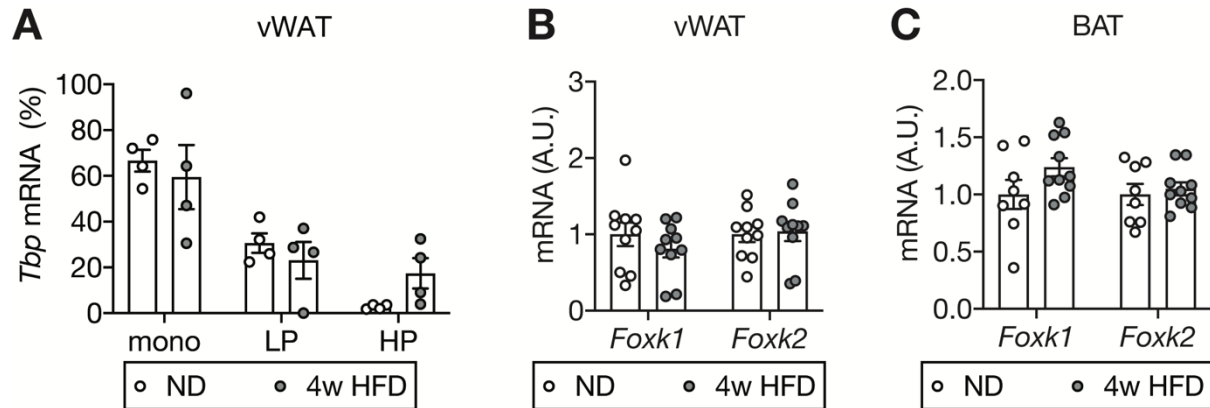 A vWAT
Tbp mRNA (%)
100
80
60
40
20
0
mono LP HP
ND 4w HFD
B vWAT
mRNA (A.U.)
3
2
1
0
Foxk1 Foxk2
ND 4w HFD
C BAT
mRNA (A.U.)
2.0
1.5
1.0
0.5
0.0
Foxk1 Foxk2
ND 4w HFD